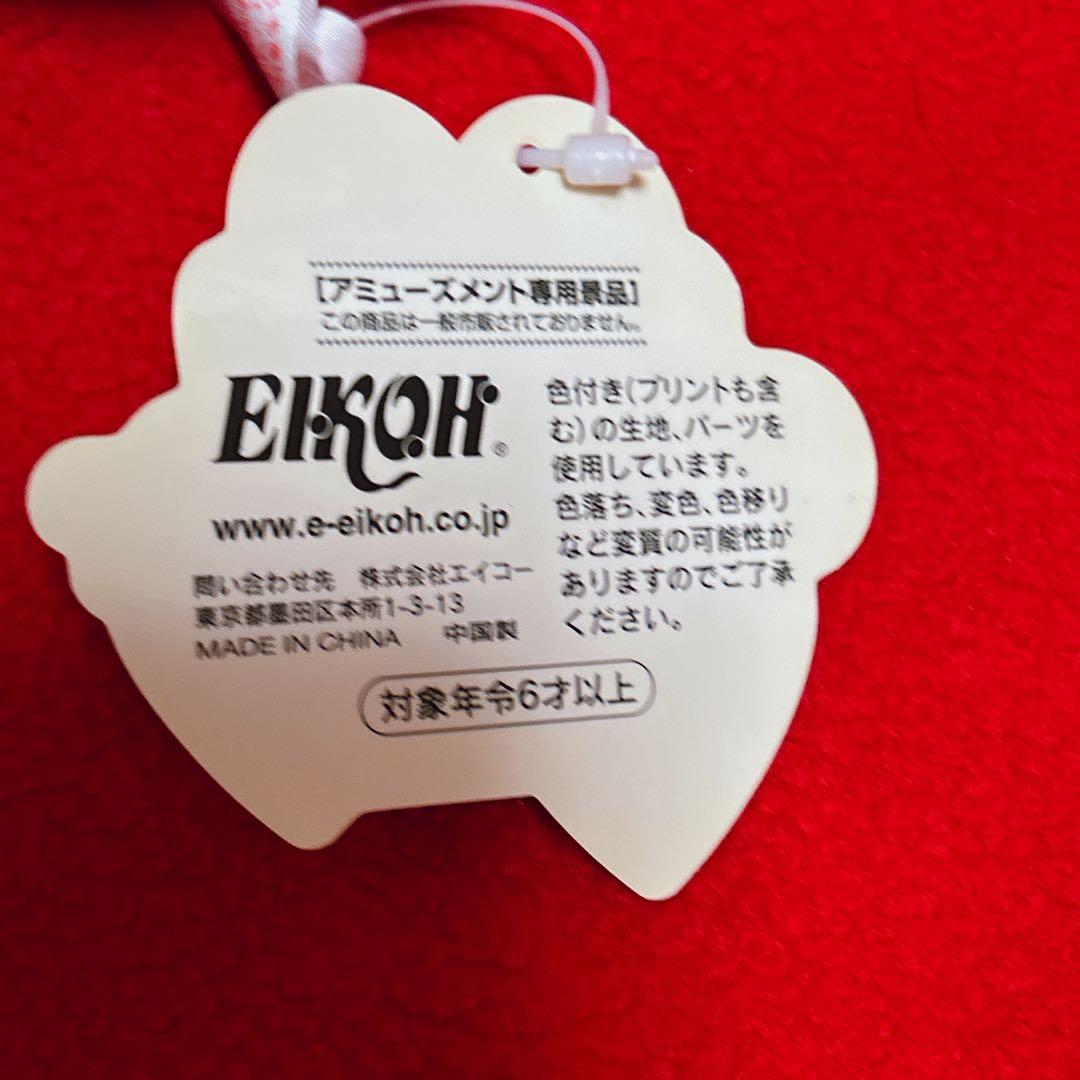 【アミューズメント専用景品】
この商品は一般市販されておりません。
EIKOH®
www.e-eikoh.co.jp
問い合わせ先 株式会社エイコー
東京都墨田区本所1-3-13
MADE IN CHINA 中国製
色付き(プリントも含
む)の生地、パーツを
使用しています。
色落ち、変色、色移り
など変質の可能性が
ありますのでご了承
ください。
対象年令6才以上